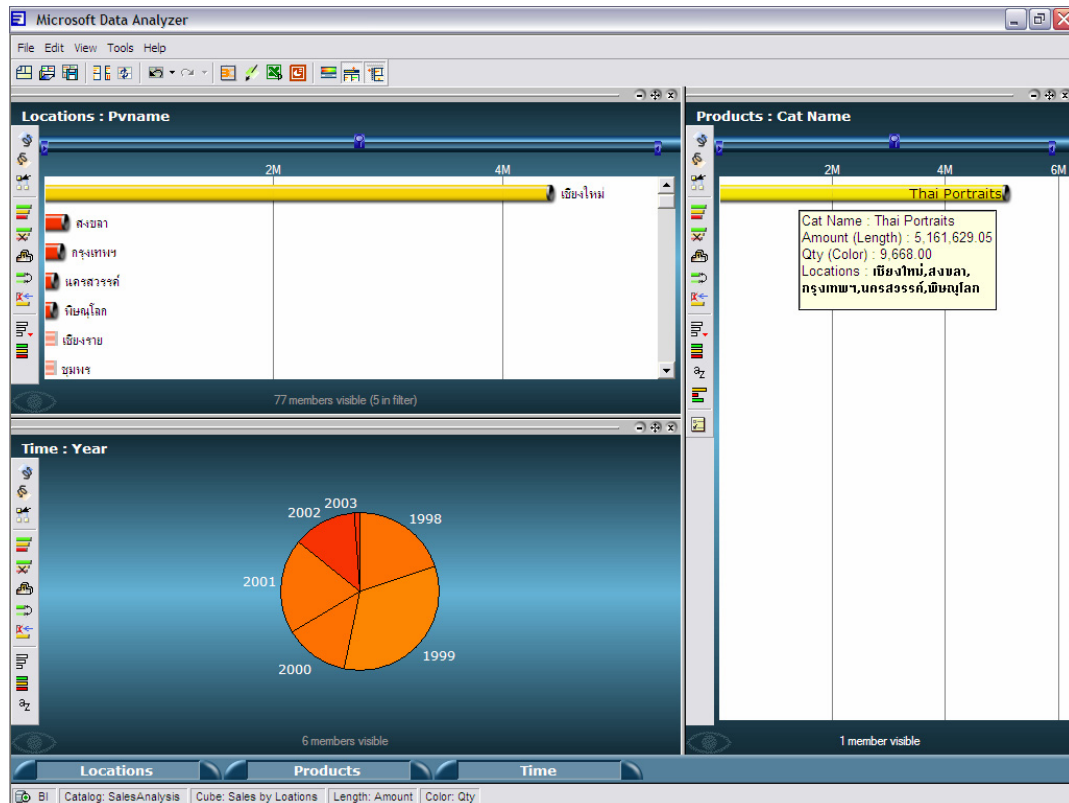 Microsoft Data Analyzer
File Edit View Tools Help
Locations : Pvname
2M 4M
เชียงใหม่
สงขลา
กรุงเทพฯ
นครสวรรค์
พิษณุโลก
เชียงราย
ชุมพร
77 members visible (5 in filter)
Time : Year
2003
2002
1998
2001
1999
2000
6 members visible
Products : Cat Name
2M 4M 6M
Thai Portraits
Cat Name : Thai Portraits
Amount (Length) : 5,161,629.05
Qty (Color) : 9,668.00
Locations : เชียงใหม่,สงขลา,
กรุงเทพฯ,นครสวรรค์,พิษณุโลก
1 member visible
Locations Products Time
BI Catalog: SalesAnalysis Cube: Sales by Loations Length: Amount Color: Qty